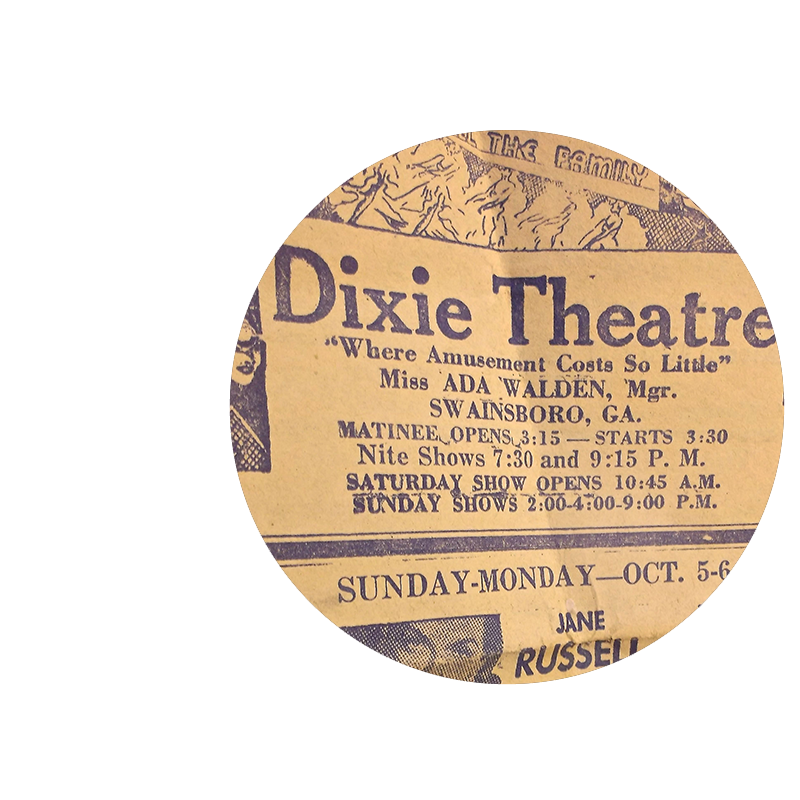 THE FAMILY
Dixie Theatre
“Where Amusement Costs So Little”
Miss ADA WALDEN, Mgr.
SWAINSBORO, GA.
MATINEE OPENS 3:15 — STARTS 3:30
Nite Shows 7:30 and 9:15 P. M.
SATURDAY SHOW OPENS 10:45 A.M.
SUNDAY SHOWS 2:00-4:00-9:00 P.M.
SUNDAY-MONDAY—OCT. 5-6
JANE
RUSSELL